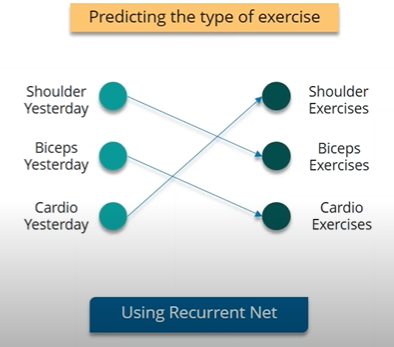 Predicting the type of exercise
Shoulder
Yesterday
Shoulder
Exercises
Biceps
Yesterday
Biceps
Exercises
Cardio
Yesterday
Cardio
Exercises
Using Recurrent Net